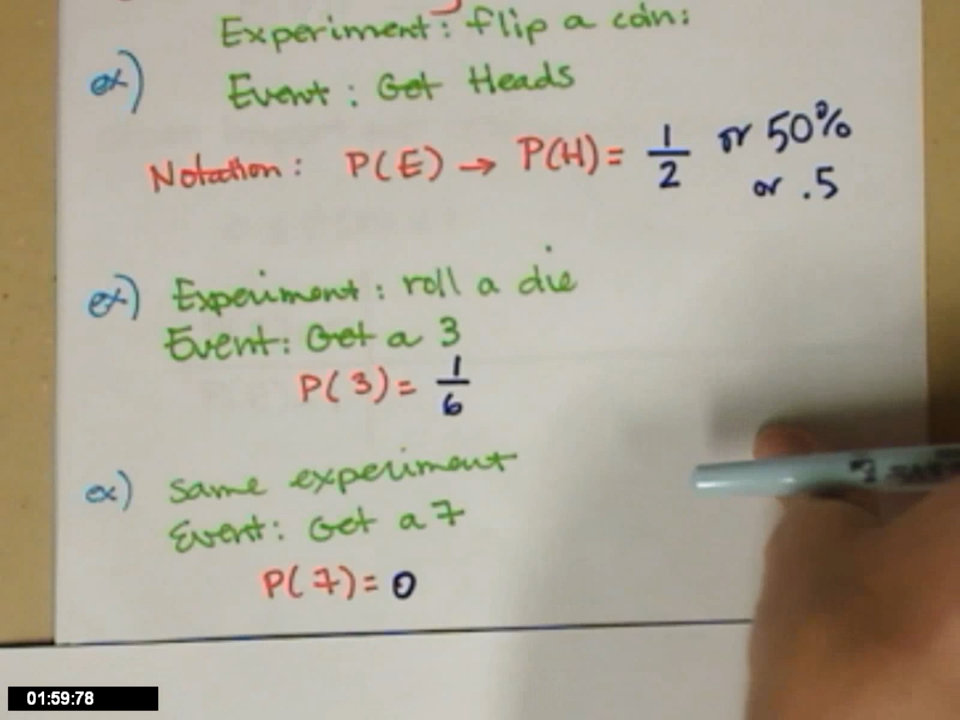 Experiment: flip a coin:
ex)
Event: Get Heads
Notation: P(E) → P(H) = 1/2 or 50%
or .5
ex) Experiment: roll a die
Event: Get a 3
P(3) = 1/6
ex) Same experiment
Event: Get a 7
P(7) = 0
01:59:78